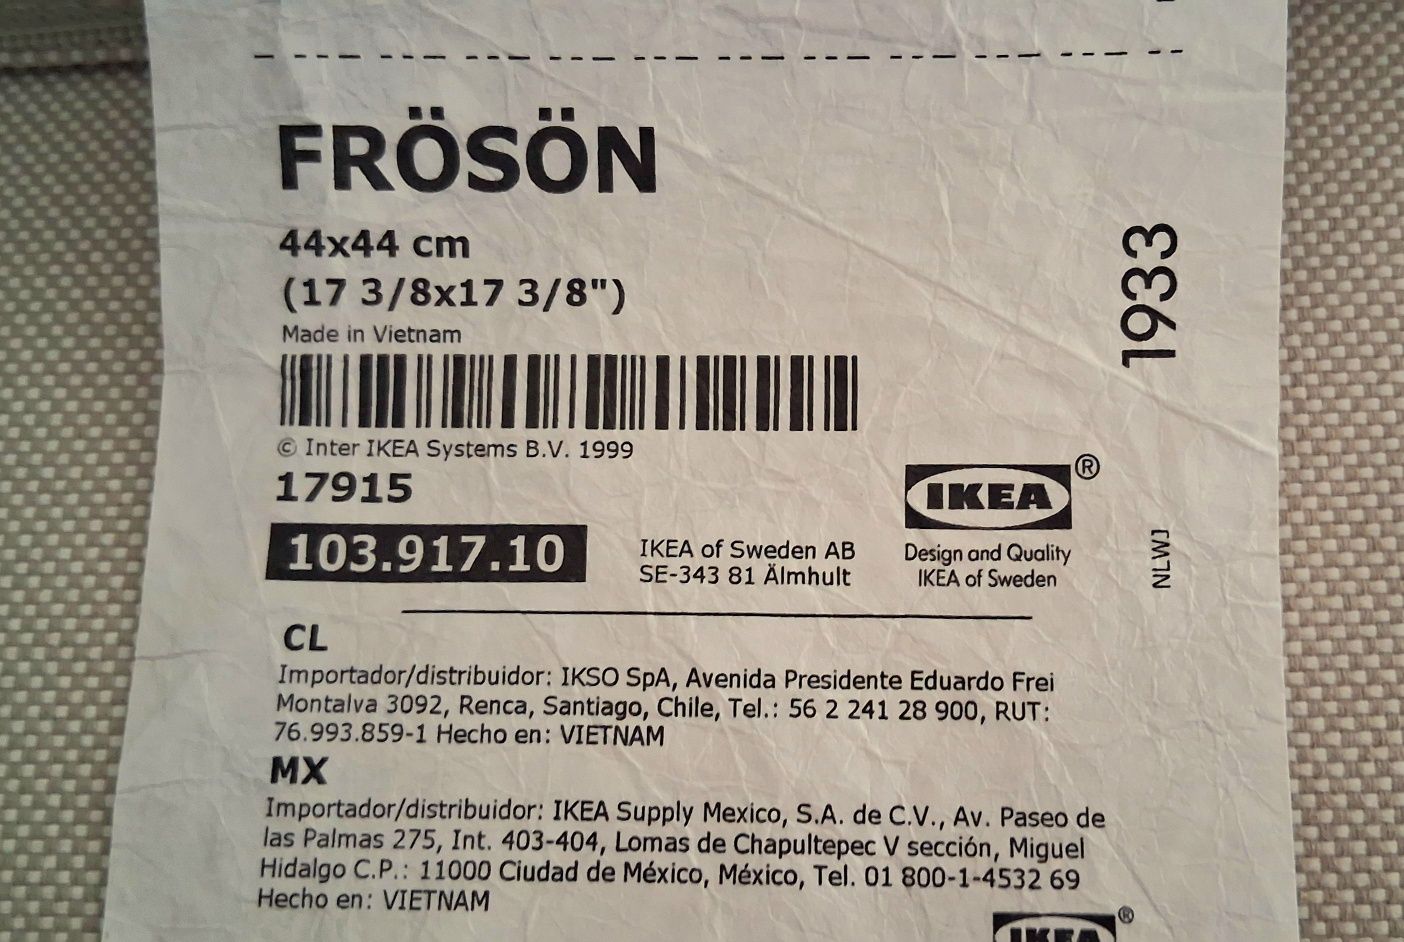 FRÖSÖN
44x44 cm
(17 3/8x17 3/8")
Made in Vietnam
© Inter IKEA Systems B.V. 1999
17915
103.917.10
IKEA of Sweden AB
SE-343 81 Älmhult
IKEA®
Design and Quality
IKEA of Sweden
1933
NLWJ
CL
Importador/distribuidor: IKSO SpA, Avenida Presidente Eduardo Frei
Montalva 3092, Renca, Santiago, Chile, Tel.: 56 2 241 28 900, RUT:
76.993.859-1 Hecho en: VIETNAM
MX
Importador/distribuidor: IKEA Supply Mexico, S.A. de C.V., Av. Paseo de
las Palmas 275, Int. 403-404, Lomas de Chapultepec V sección, Miguel
Hidalgo C.P.: 11000 Ciudad de México, México, Tel. 01 800-1-4532 69
Hecho en: VIETNAM
IKEA®